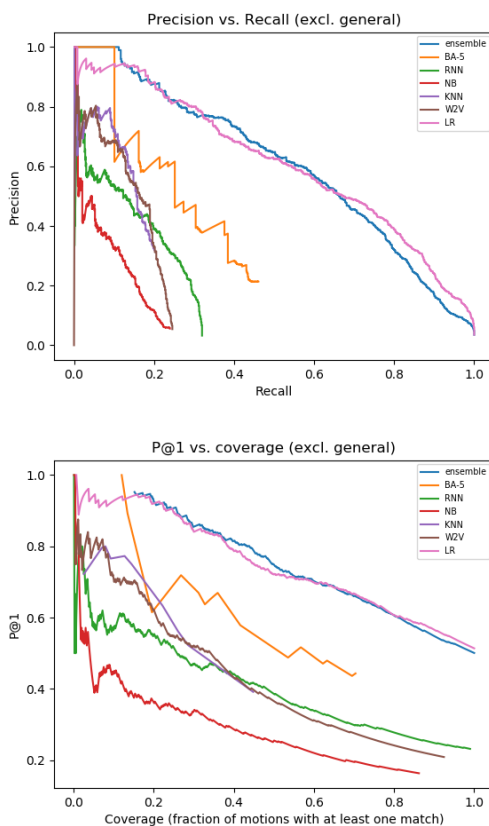 Precision vs. Recall (excl. general)
1.0
0.8
0.6
0.4
0.2
0.0
Precision
0.0 0.2 0.4 0.6 0.8 1.0
Recall
ensemble
BA-5
RNN
NB
KNN
W2V
LR
P@1 vs. coverage (excl. general)
1.0
0.8
0.6
0.4
0.2
P@1
0.0 0.2 0.4 0.6 0.8 1.0
Coverage (fraction of motions with at least one match)
ensemble
BA-5
RNN
NB
KNN
W2V
LR